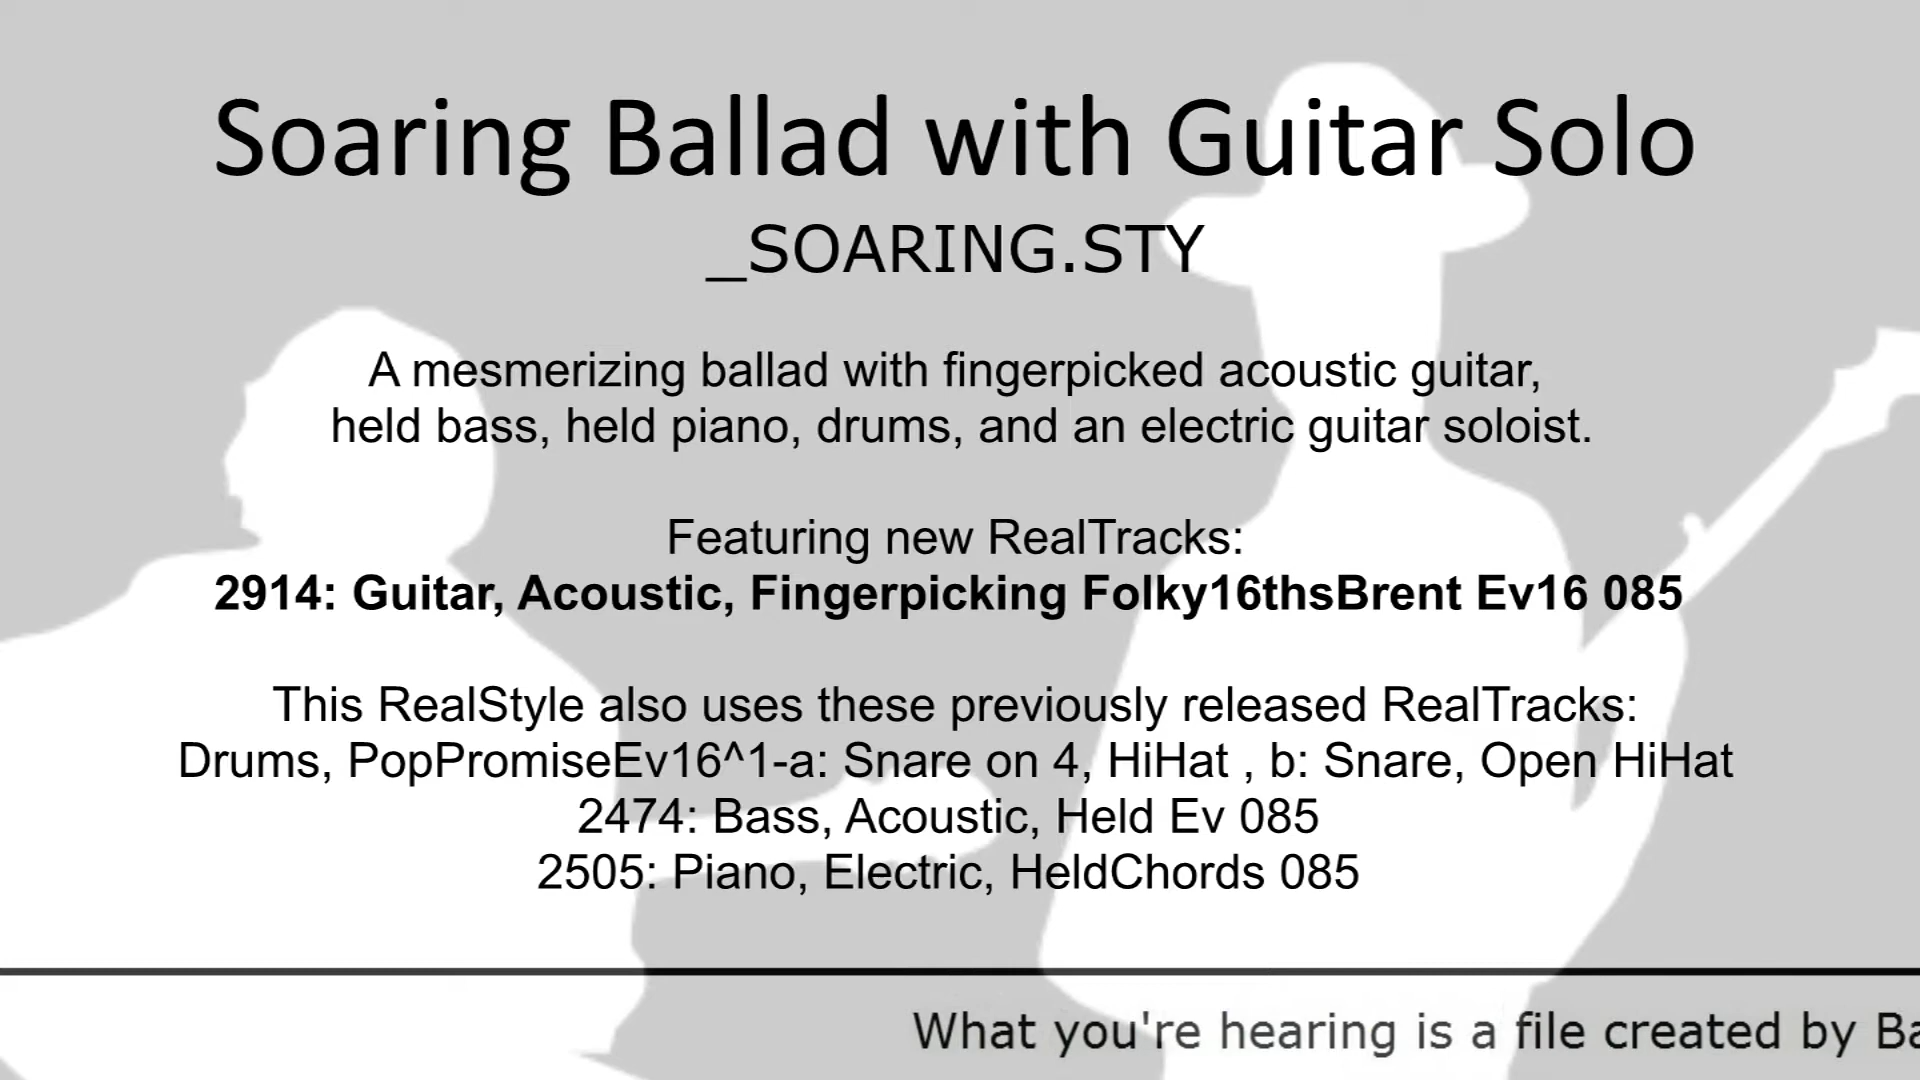 Soaring Ballad with Guitar Solo
_SOARING.STY
A mesmerizing ballad with fingerpicked acoustic guitar,
held bass, held piano, drums, and an electric guitar soloist.
Featuring new RealTracks:
2914: Guitar, Acoustic, Fingerpicking Folky16thsBrent Ev16 085
This RealStyle also uses these previously released RealTracks:
Drums, PopPromiseEv16^1-a: Snare on 4, HiHat , b: Snare, Open HiHat
2474: Bass, Acoustic, Held Ev 085
2505: Piano, Electric, HeldChords 085
What you're hearing is a file created by